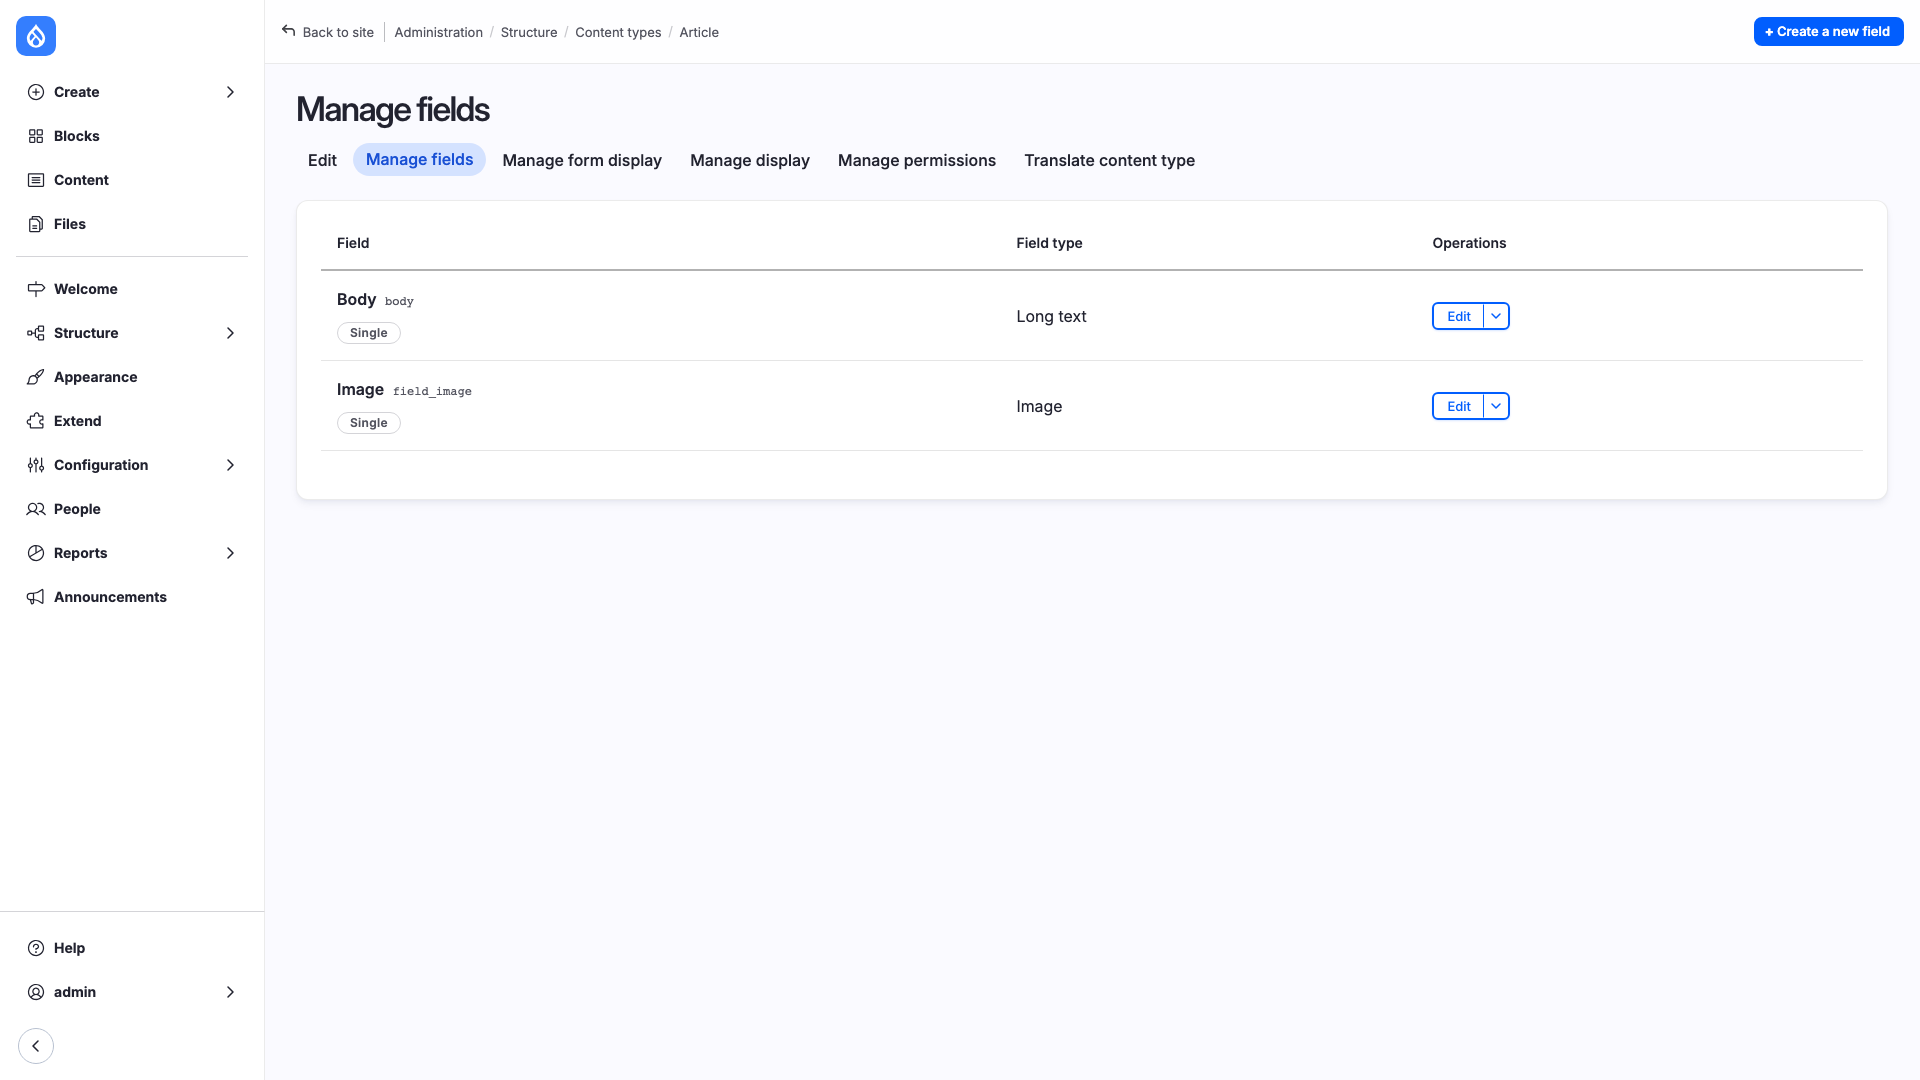 Create
Blocks
Content
Files
Welcome
Structure
Appearance
Extend
Configuration
People
Reports
Announcements
Help
admin
Back to site Administration / Structure / Content types / Article
+ Create a new field
Manage fields
Edit Manage fields Manage form display Manage display Manage permissions Translate content type
Field Field type Operations
Body body
Single
Long text
Edit
Image field_image
Single
Image
Edit